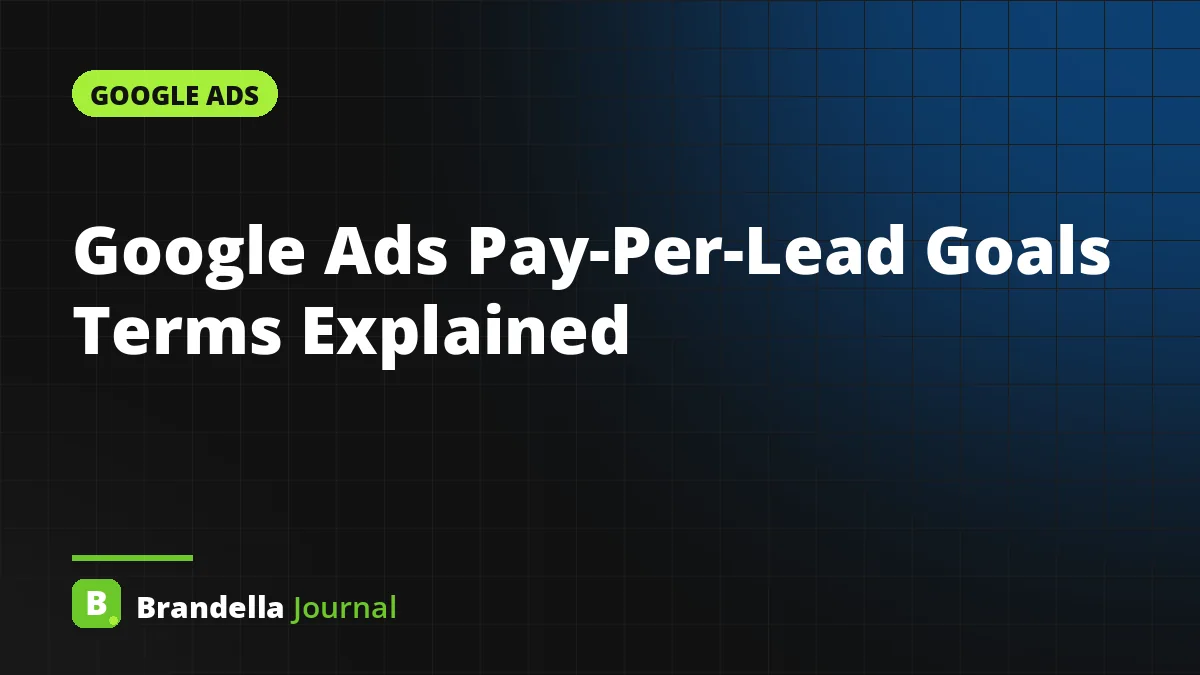 GOOGLE ADS
Google Ads Pay-Per-Lead Goals
Terms Explained
B
Brandella Journal